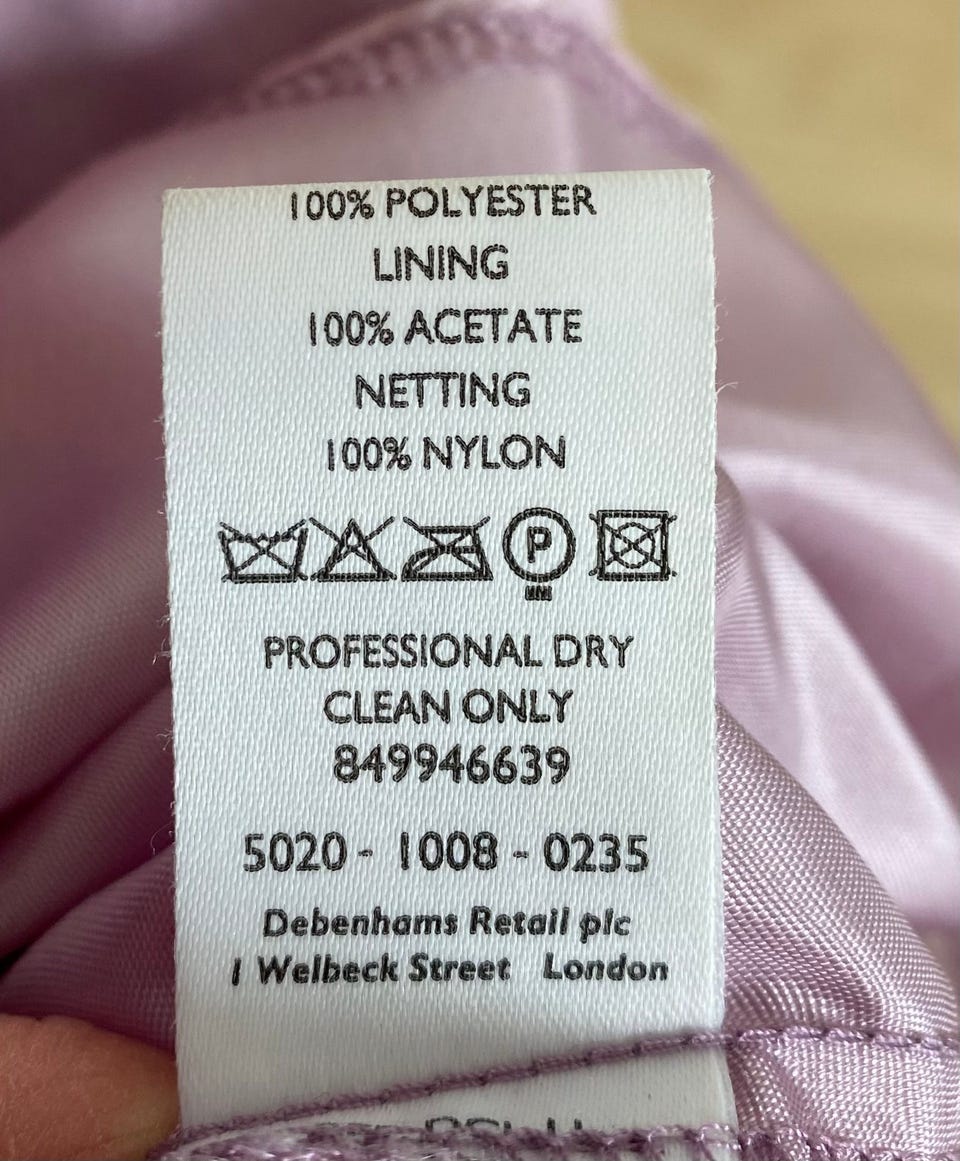 100% POLYESTER
LINING
100% ACETATE
NETTING
100% NYLON
P
PROFESSIONAL DRY
CLEAN ONLY
849946639
5020 - 1008 - 0235
Debenhams Retail plc
1 Welbeck Street London